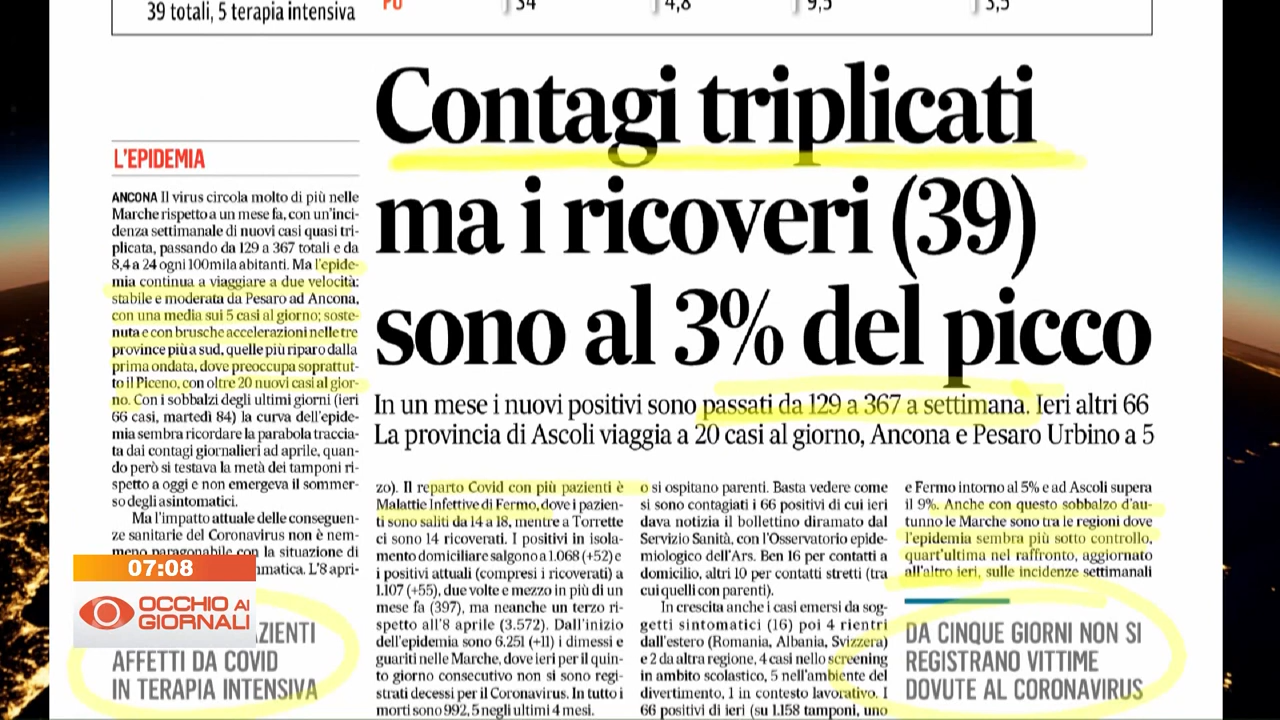 39 totali, 5 terapia intensiva
PU 34 4,8 9,5 3,5
Contagi triplicati
ma i ricoveri (39)
sono al 3% del picco
In un mese i nuovi positivi sono passati da 129 a 367 a settimana. Ieri altri 66
La provincia di Ascoli viaggia a 20 casi al giorno, Ancona e Pesaro Urbino a 5
L'EPIDEMIA
ANCONA Il virus circola molto di più nelle
Marche rispetto a un mese fa, con un'inci-
denza settimanale di nuovi casi quasi tri-
plicata, passando da 129 a 367 totali e da
8,4 a 24 ogni 100mila abitanti. Ma l'epide-
mia continua a viaggiare a due velocità:
stabile e moderata da Pesaro ad Ancona,
con una media sui 5 casi al giorno; soste-
nuta e con brusche accelerazioni nelle tre
province più a sud, quelle più riparo dalla
prima ondata, dove preoccupa soprattut-
to il Piceno, con oltre 20 nuovi casi al gior-
no. Con i sobbalzi degli ultimi giorni (ieri
66 casi, martedì 84) la curva dell'epide-
mia sembra ricordare la parabola traccia-
ta dai contagi giornalieri ad aprile, quan-
do però si testava la metà dei tamponi ri-
spetto a oggi e non emergeva il sommer-
so degli asintomatici.
Ma l'impatto attuale delle conseguen-
ze sanitarie del Coronavirus non è nem-
meno paragonabile con la situazione di
mmatica. L'8 apri-
07:08
OCCHIO AI
GIORNALI
AZIENTI
AFFETTI DA COVID
IN TERAPIA INTENSIVA
zo). Il reparto Covid con più pazienti è
Malattie Infettive di Fermo, dove i pazien-
ti sono saliti da 14 a 18, mentre a Torrette
ci sono 14 ricoverati. I positivi in isola-
mento domiciliare salgono a 1.068 (+52) e
i positivi attuali (compresi i ricoverati) a
1.107 (+55), due volte e mezzo in più di un
mese fa (397), ma neanche un terzo ri-
spetto all'8 aprile (3.572). Dall'inizio
dell'epidemia sono 6.251 (+11) i dimessi e
guariti nelle Marche, dove ieri per il quin-
to giorno consecutivo non si sono regi-
strati decessi per il Coronavirus. In tutto i
morti sono 992, 5 negli ultimi 4 mesi.
o si ospitano parenti. Basta vedere come
si sono contagiati i 66 positivi di cui ieri
dava notizia il bollettino diramato dal
Servizio Sanità, con l'Osservatorio epide-
miologico dell'Ars. Ben 16 per contatti a
domicilio, altri 10 per contatti stretti (tra
cui quelli con parenti).
In crescita anche i casi emersi da sog-
getti sintomatici (16) poi 4 rientri
dall'estero (Romania, Albania, Svizzera)
e 2 da altra regione, 4 casi nello screening
in ambito scolastico, 5 nell'ambiente del
divertimento, 1 in contesto lavorativo. I
66 positivi di ieri (su 1.158 tamponi, uno
e Fermo intorno al 5% e ad Ascoli supera
il 9%. Anche con questo sobbalzo d'au-
tunno le Marche sono tra le regioni dove
l'epidemia sembra più sotto controllo,
quart'ultima nel raffronto, aggiornato
all'altro ieri, sulle incidenze settimanali
DA CINQUE GIORNI NON SI
REGISTRANO VITTIME
DOVUTE AL CORONAVIRUS